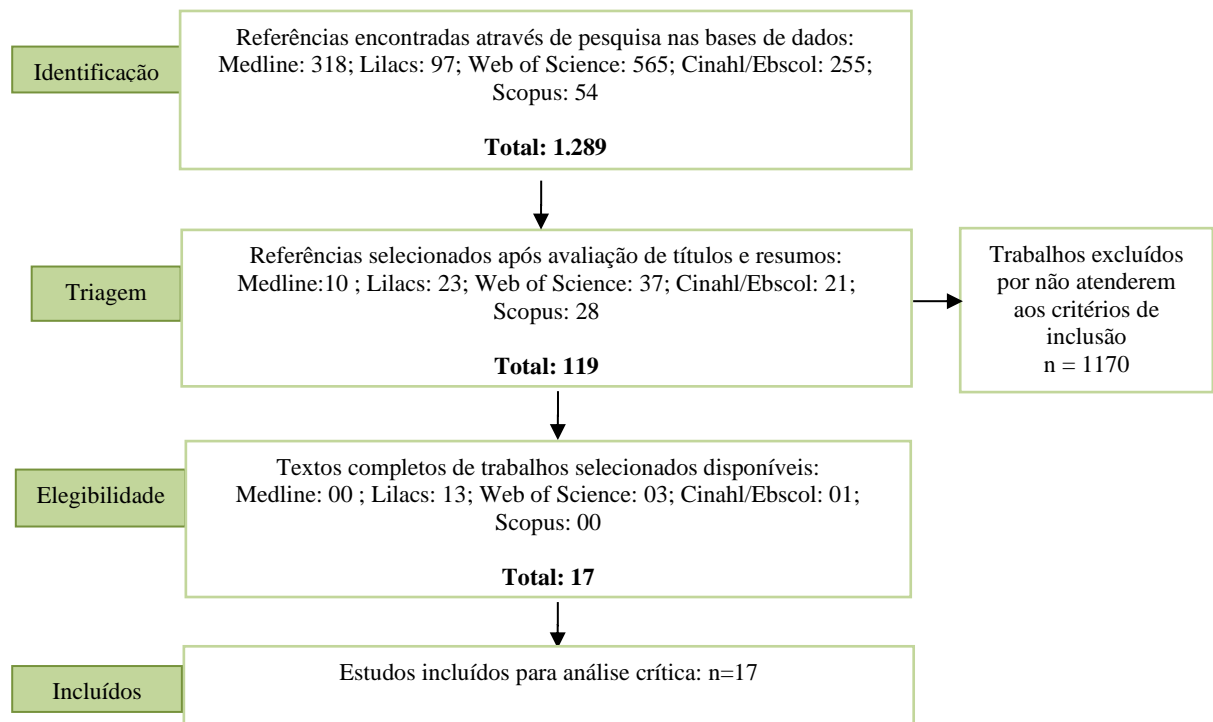 Identificação
Referências encontradas através de pesquisa nas bases de dados:
Medline: 318; Lilacs: 97; Web of Science: 565; Cinahl/Ebscol: 255;
Scopus: 54
Total: 1.289
Triagem
Referências selecionados após avaliação de títulos e resumos:
Medline:10 ; Lilacs: 23; Web of Science: 37; Cinahl/Ebscol: 21;
Scopus: 28
Total: 119
Trabalhos excluídos
por não atenderem
aos critérios de
inclusão
n = 1170
Elegibilidade
Textos completos de trabalhos selecionados disponíveis:
Medline: 00 ; Lilacs: 13; Web of Science: 03; Cinahl/Ebscol: 01;
Scopus: 00
Total: 17
Incluídos
Estudos incluídos para análise crítica: n=17